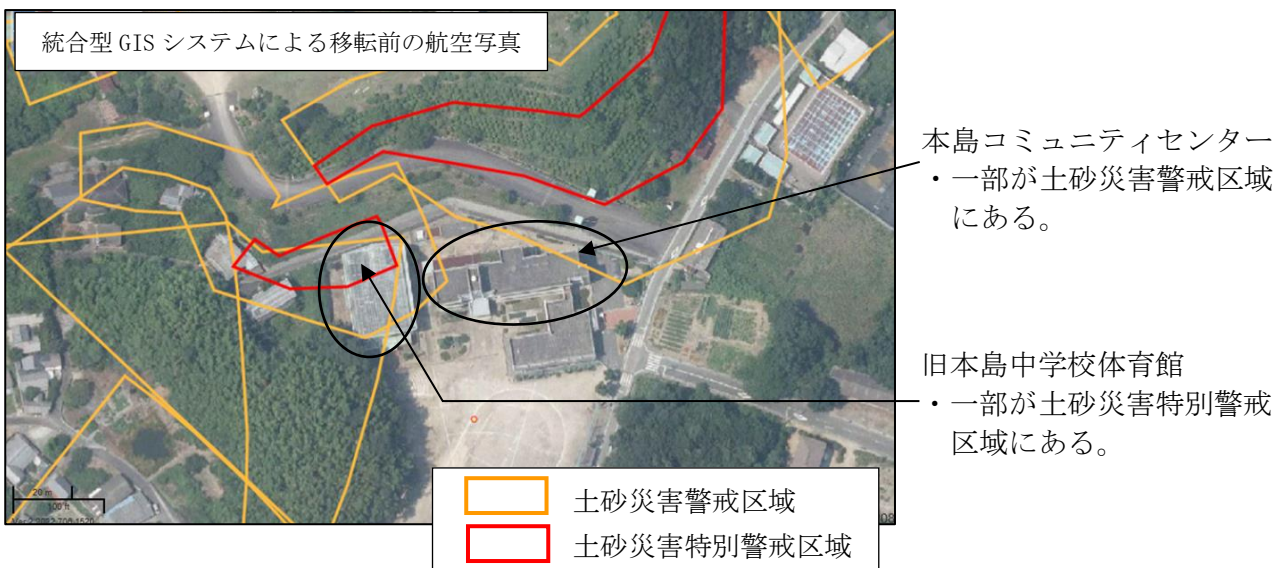 統合型 GIS システムによる移転前の航空写真
本島コミュニティセンター
・一部が土砂災害警戒区域
にある。
旧本島中学校体育館
・一部が土砂災害特別警戒
区域にある。
20 m
100 ft
土砂災害警戒区域
土砂災害特別警戒区域